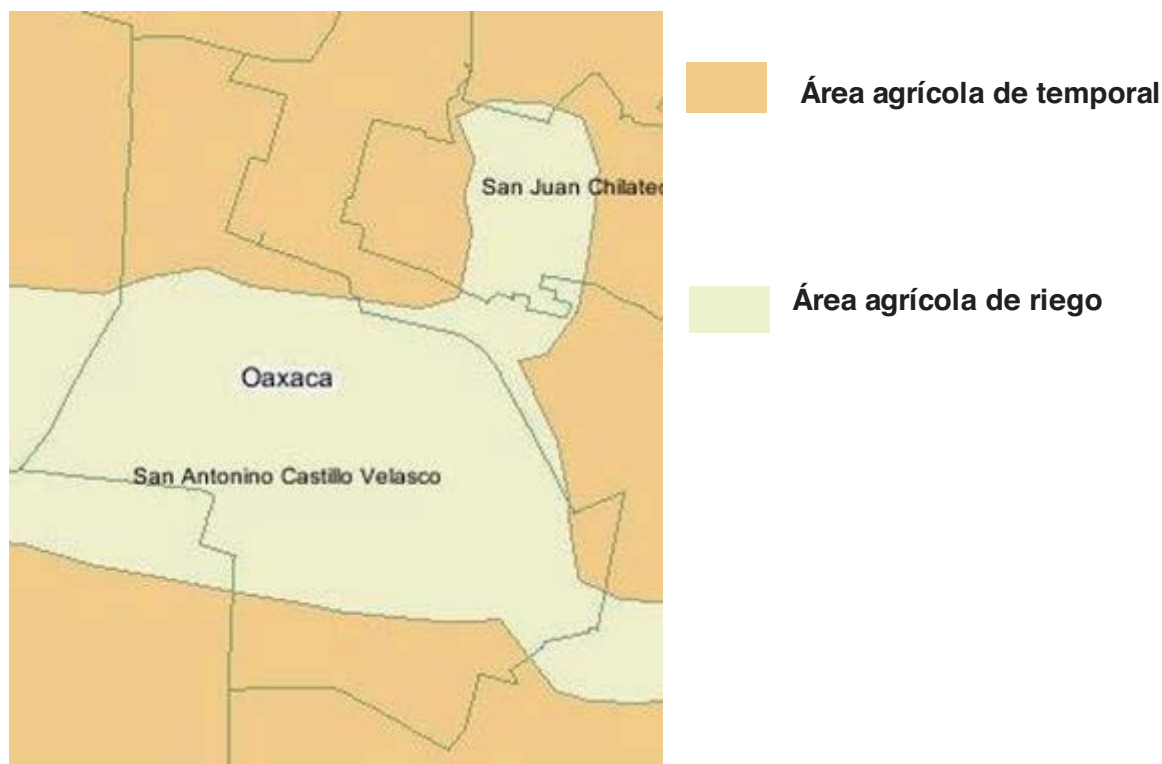 Área agrícola de temporal
San Juan Chilatec
Área agrícola de riego
Oaxaca
San Antonino Castillo Velasco